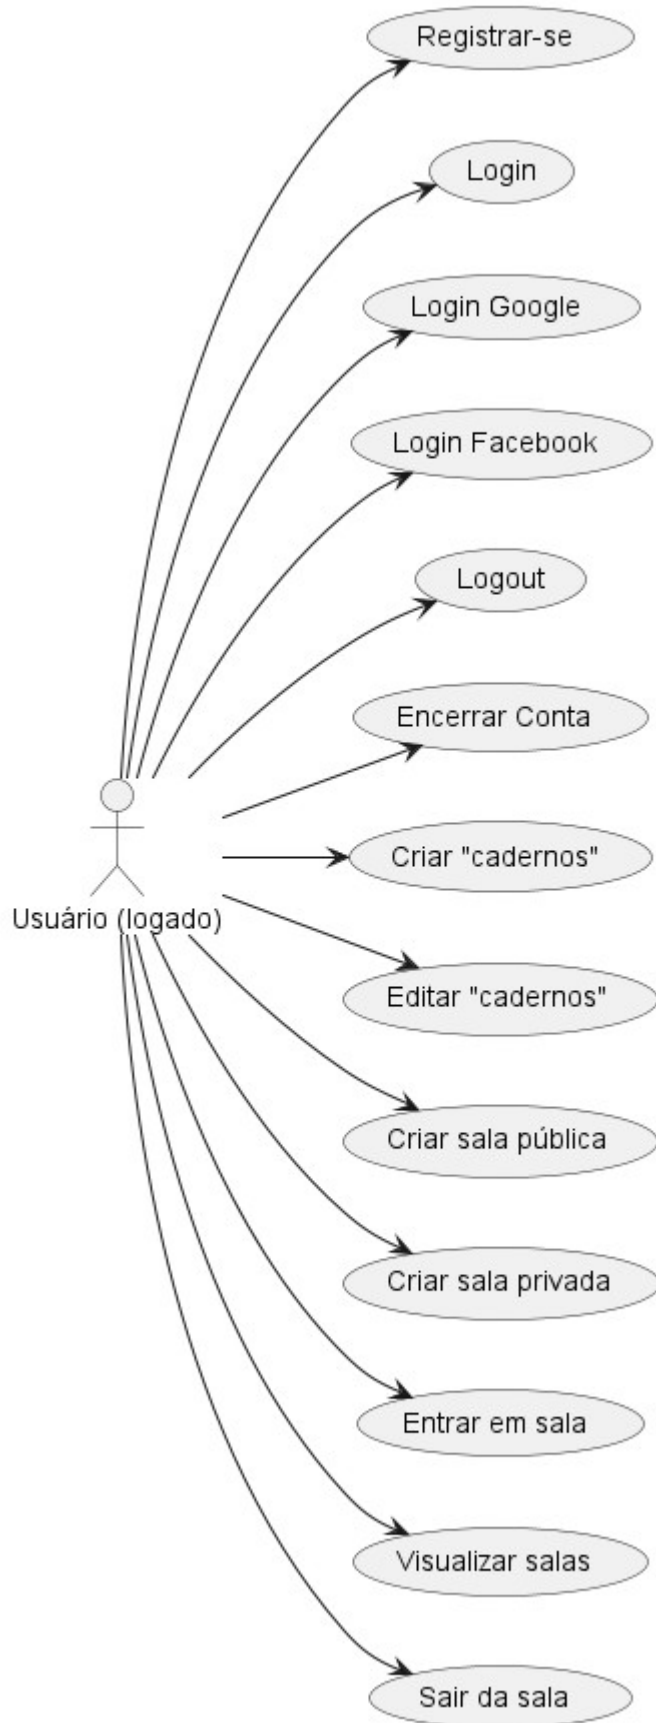 Registrar-se
Login
Login Google
Login Facebook
Logout
Encerrar Conta
Criar "cadernos"
Usuário (logado)
Editar "cadernos"
Criar sala pública
Criar sala privada
Entrar em sala
Visualizar salas
Sair da sala